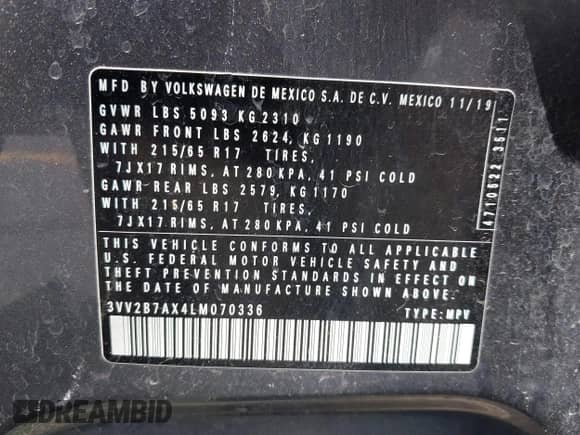 MFD BY VOLKSWAGEN DE MEXICO S.A. DE C.V. MEXICO 11/19
GVWR LBS 5093 KG 2310
GAWR FRONT LBS 2624, KG 1190
WITH 215/65 R17 TIRES,
7JX17 RIMS, AT 280 KPA, 41 PSI COLD
GAWR REAR LBS 2579, KG 1170
WITH 215/65 R17 TIRES,
7JX17 RIMS, AT 280 KPA, 41 PSI COLD
THIS VEHICLE CONFORMS TO ALL APPLICABLE
U.S. FEDERAL MOTOR VEHICLE SAFETY AND
THEFT PREVENTION STANDARDS IN EFFECT ON
THE DATE OF MANUFACTURE SHOWN ABOVE.
3VV2B7AX4LM070336 TYPE: MPV
4710622 3511
DREAMBID